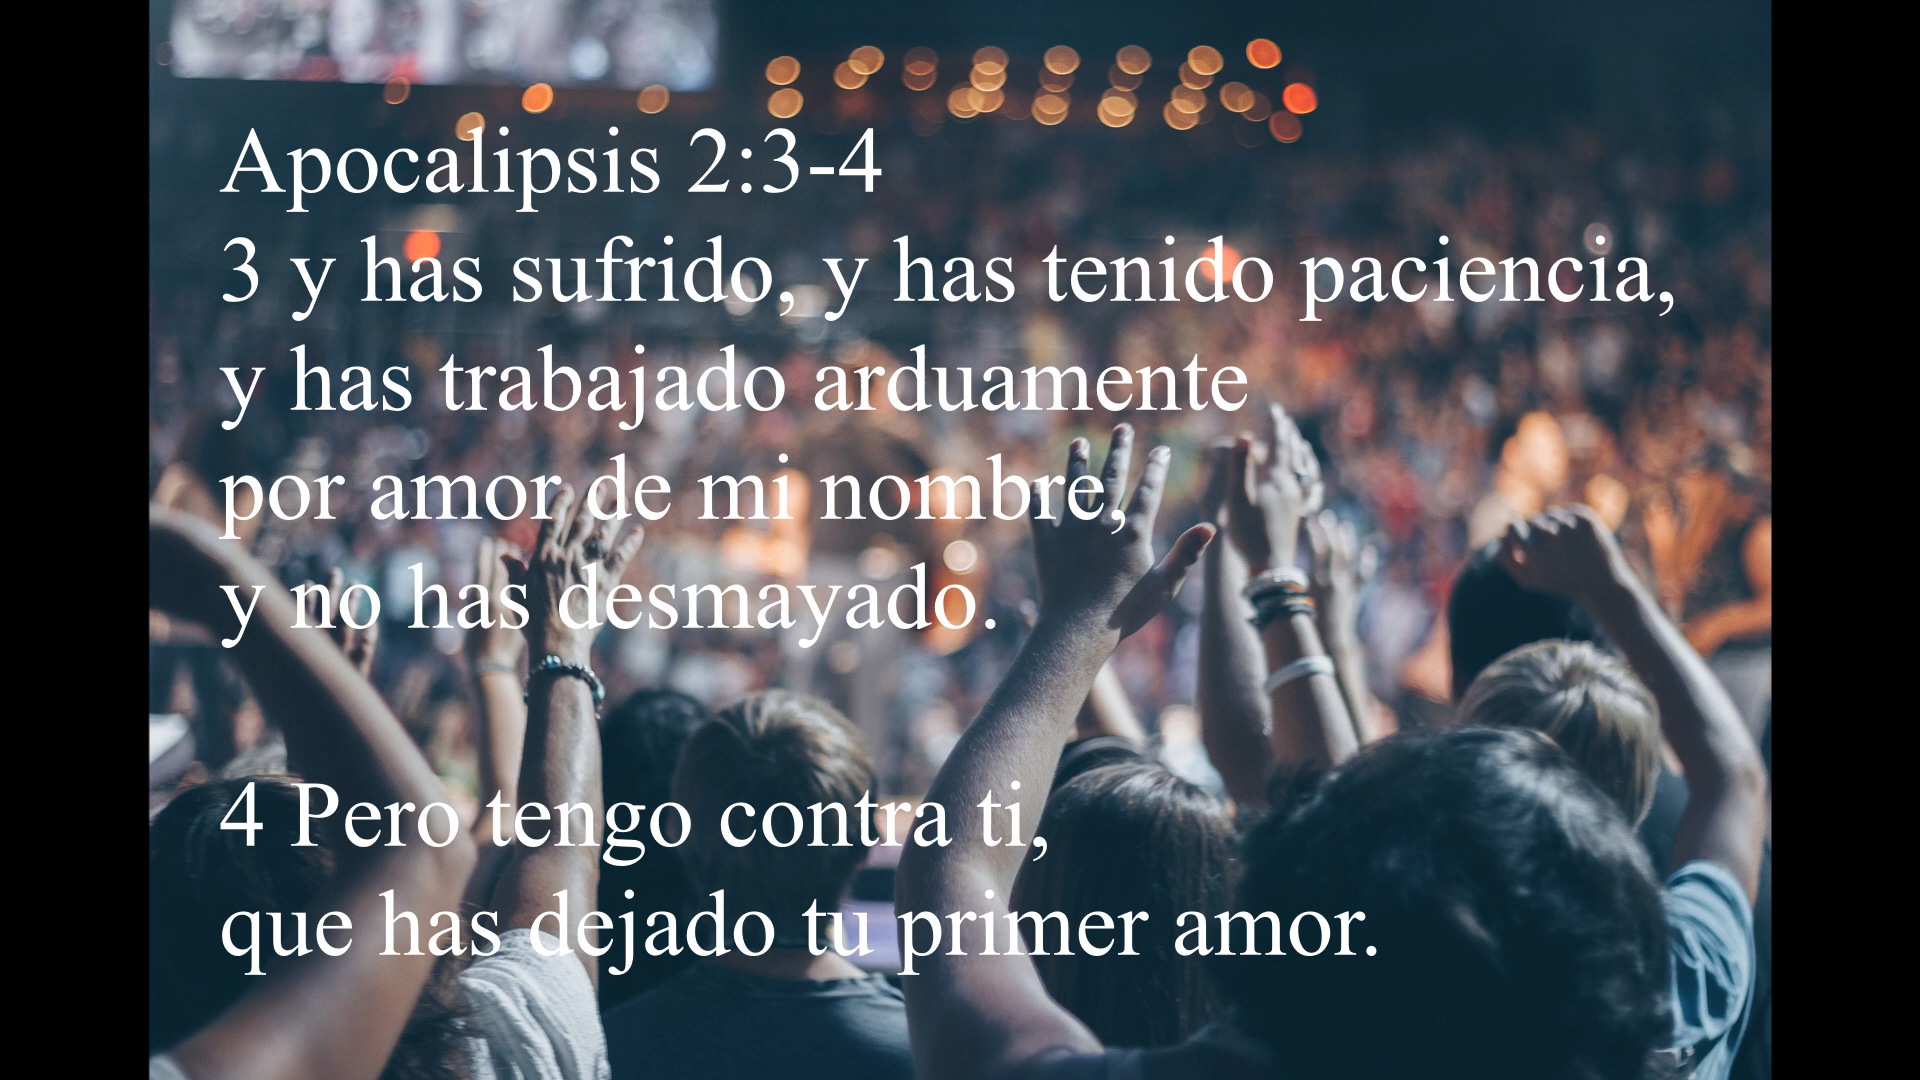 Apocalipsis 2:3-4
3 y has sufrido, y has tenido paciencia,
y has trabajado arduamente
por amor de mi nombre,
y no has desmayado.
4 Pero tengo contra ti,
que has dejado tu primer amor.